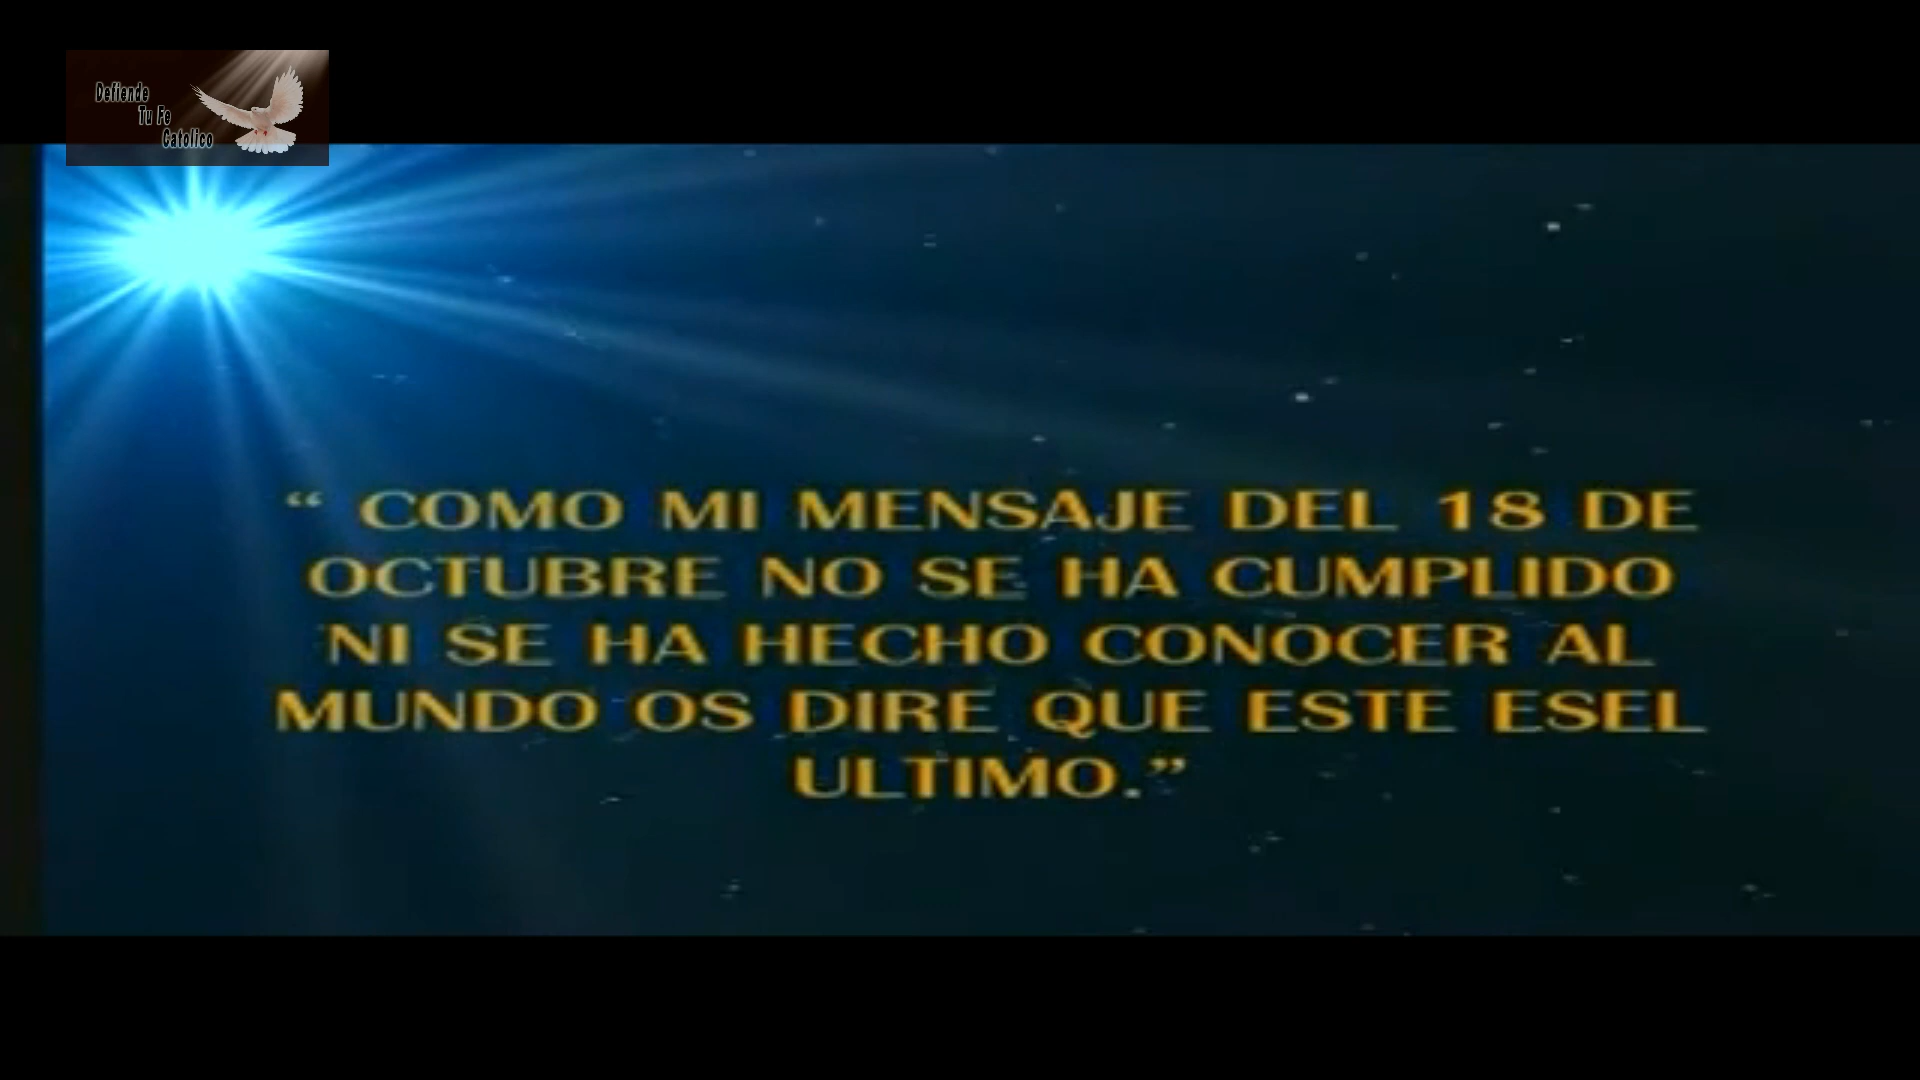 Defiende
Tu Fe
Catolico
“ COMO MI MENSAJE DEL 18 DE
OCTUBRE NO SE HA CUMPLIDO
NI SE HA HECHO CONOCER AL
MUNDO OS DIRE QUE ESTE ESEL
ULTIMO.”